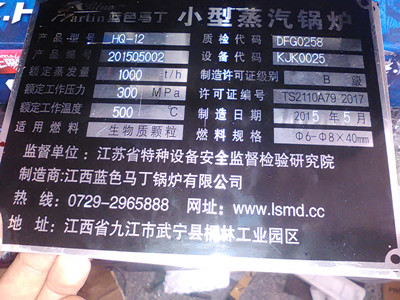 Martin 蓝色马丁 小型蒸汽锅炉
产品型号 HQ-12 质检代码 DFG0258
产品编号 201505002 设备代码 KJK0025
额定蒸发量 1000 t/h 制造许可证级别 B 级
额定工作压力 300 MPa 许可证编号 TS2110A79 2017
额定工作温度 500 ℃ 制造日期 2015年5月
适用燃料 生物质颗粒 燃料规格 Φ6-Φ8×40mm
监督单位：江苏省特种设备安全监督检验研究院
制造商：江西蓝色马丁锅炉有限公司
热 线：0729-2965888 网址：www.lsmd.cc
地 址：江西省九江市武宁县桐林工业园区